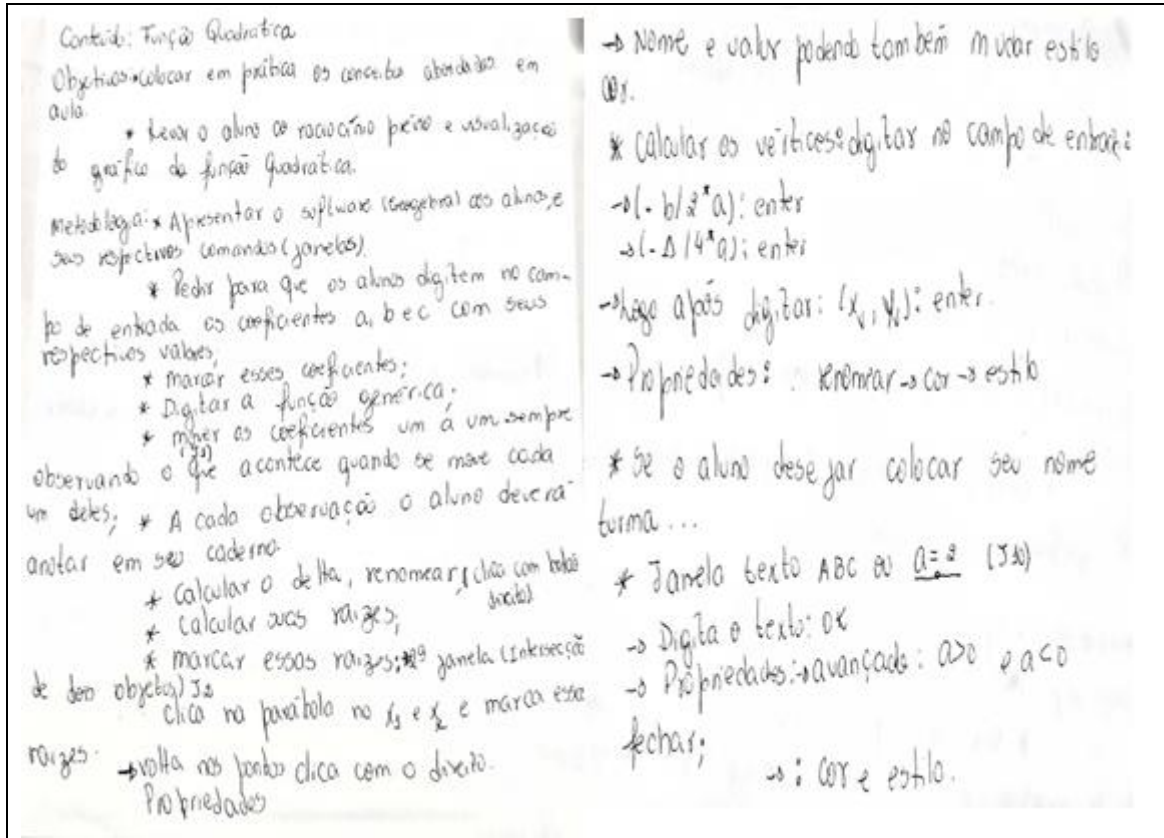 Conteúdo: Função Quadrática
Objetivos→colocar em prática os conceitos abordados em
aula.
* Levar o aluno ao raciocínio prévio e visualização
do gráfico da função Quadrática.
Metodologia:* Apresentar o software (Geogebra) aos alunos, e
seus respectivos comandos (janelas).
* Pedir para que os alunos digitem no cam-
po de entrada os coeficientes a, b e c com seus
respectivos valores;
* marcar esses coeficientes;
* Digitar a função genérica;
* mover os coeficientes um a um sempre
(J1)
observando o que acontece quando se move cada
um deles; * A cada observação o aluno deverá
anotar em seu caderno.
* Calcular o delta, renomear (clica com botão
direito)
* Calcular suas raízes;
* marcar essas raízes; 2ª janela (Intersecção
de dois objetos) J2
clica na parábola no x₁ e x₂ e marca essa
raízes. →volta nos pontos clica com o direito.
Propriedades
→ Nome e valor podendo também mudar estilo
cor.
* Calcular os vértices: digitar no campo de entrada:
→(-b/2*a): enter
→(-Δ/4*a): enter
→Logo após digitar: (xᵥ, yᵥ): enter.
→ Propriedades: renomear → cor → estilo
* Se o aluno desejar colocar seu nome
turma ...
* Janela texto ABC ou a=2 (J10)
→ Digita o texto: OK
→ Propriedades:→avançado: a>0 e a<0
fechar;
→ : cor e estilo.